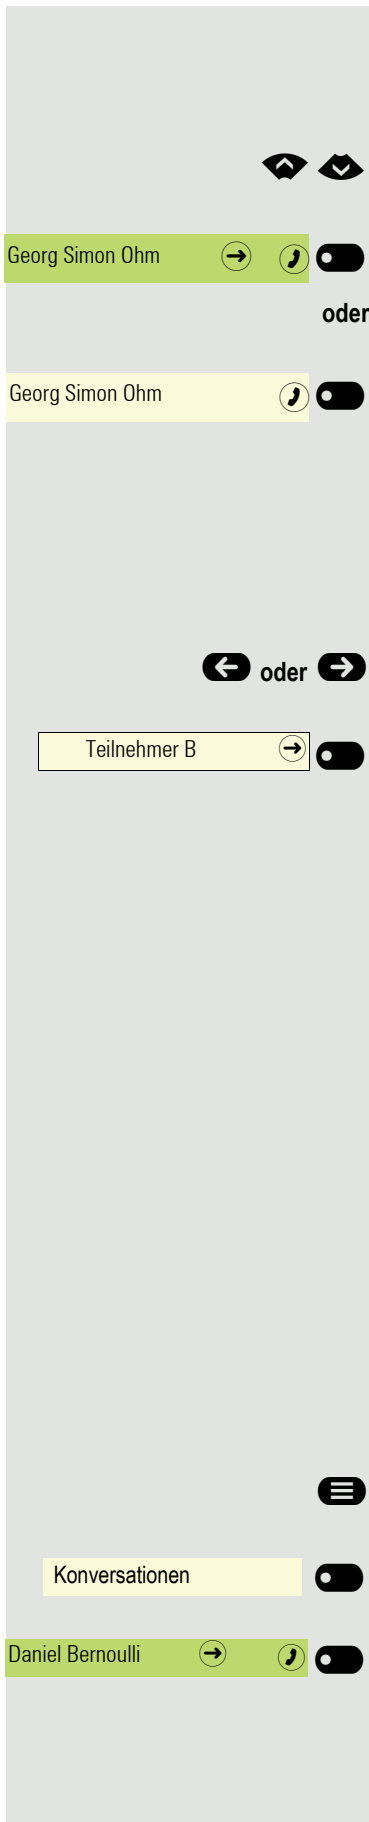 Georg Simon Ohm
oder
Georg Simon Ohm
oder
Teilnehmer B
Konversationen
Daniel Bernoulli